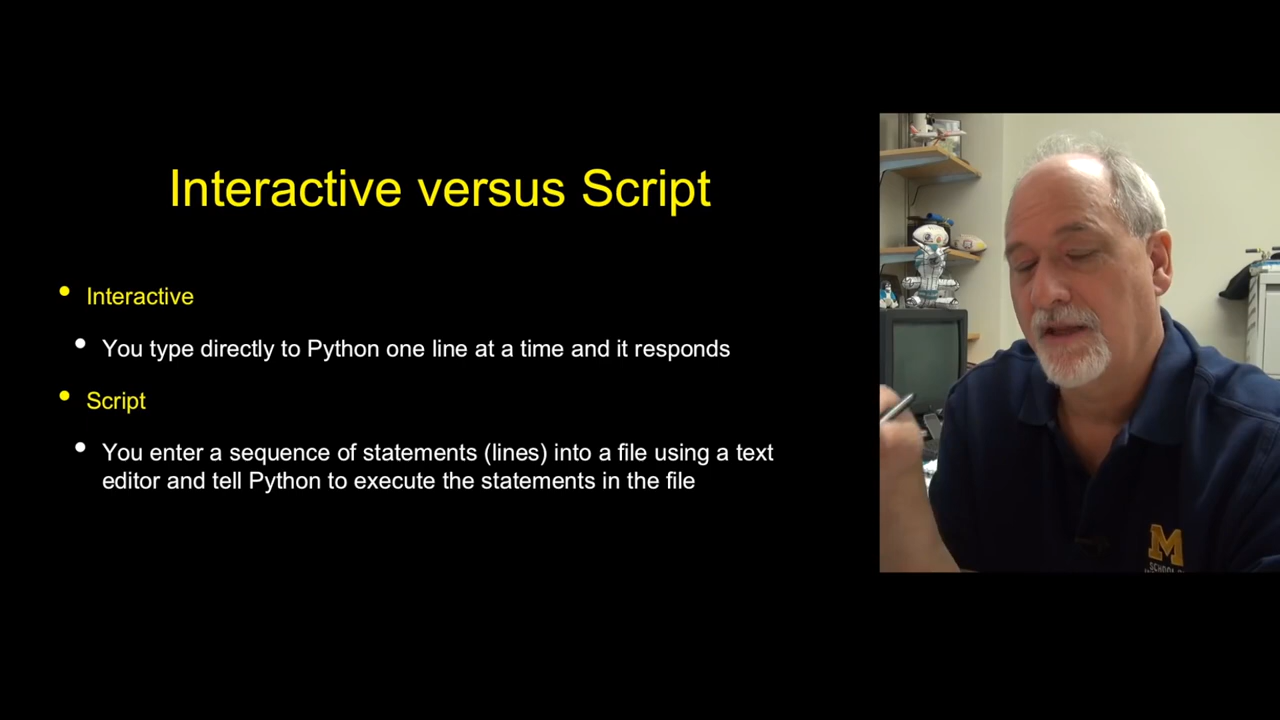 Interactive versus Script
• Interactive
• You type directly to Python one line at a time and it responds
• Script
• You enter a sequence of statements (lines) into a file using a text
editor and tell Python to execute the statements in the file
M
SCHOOL